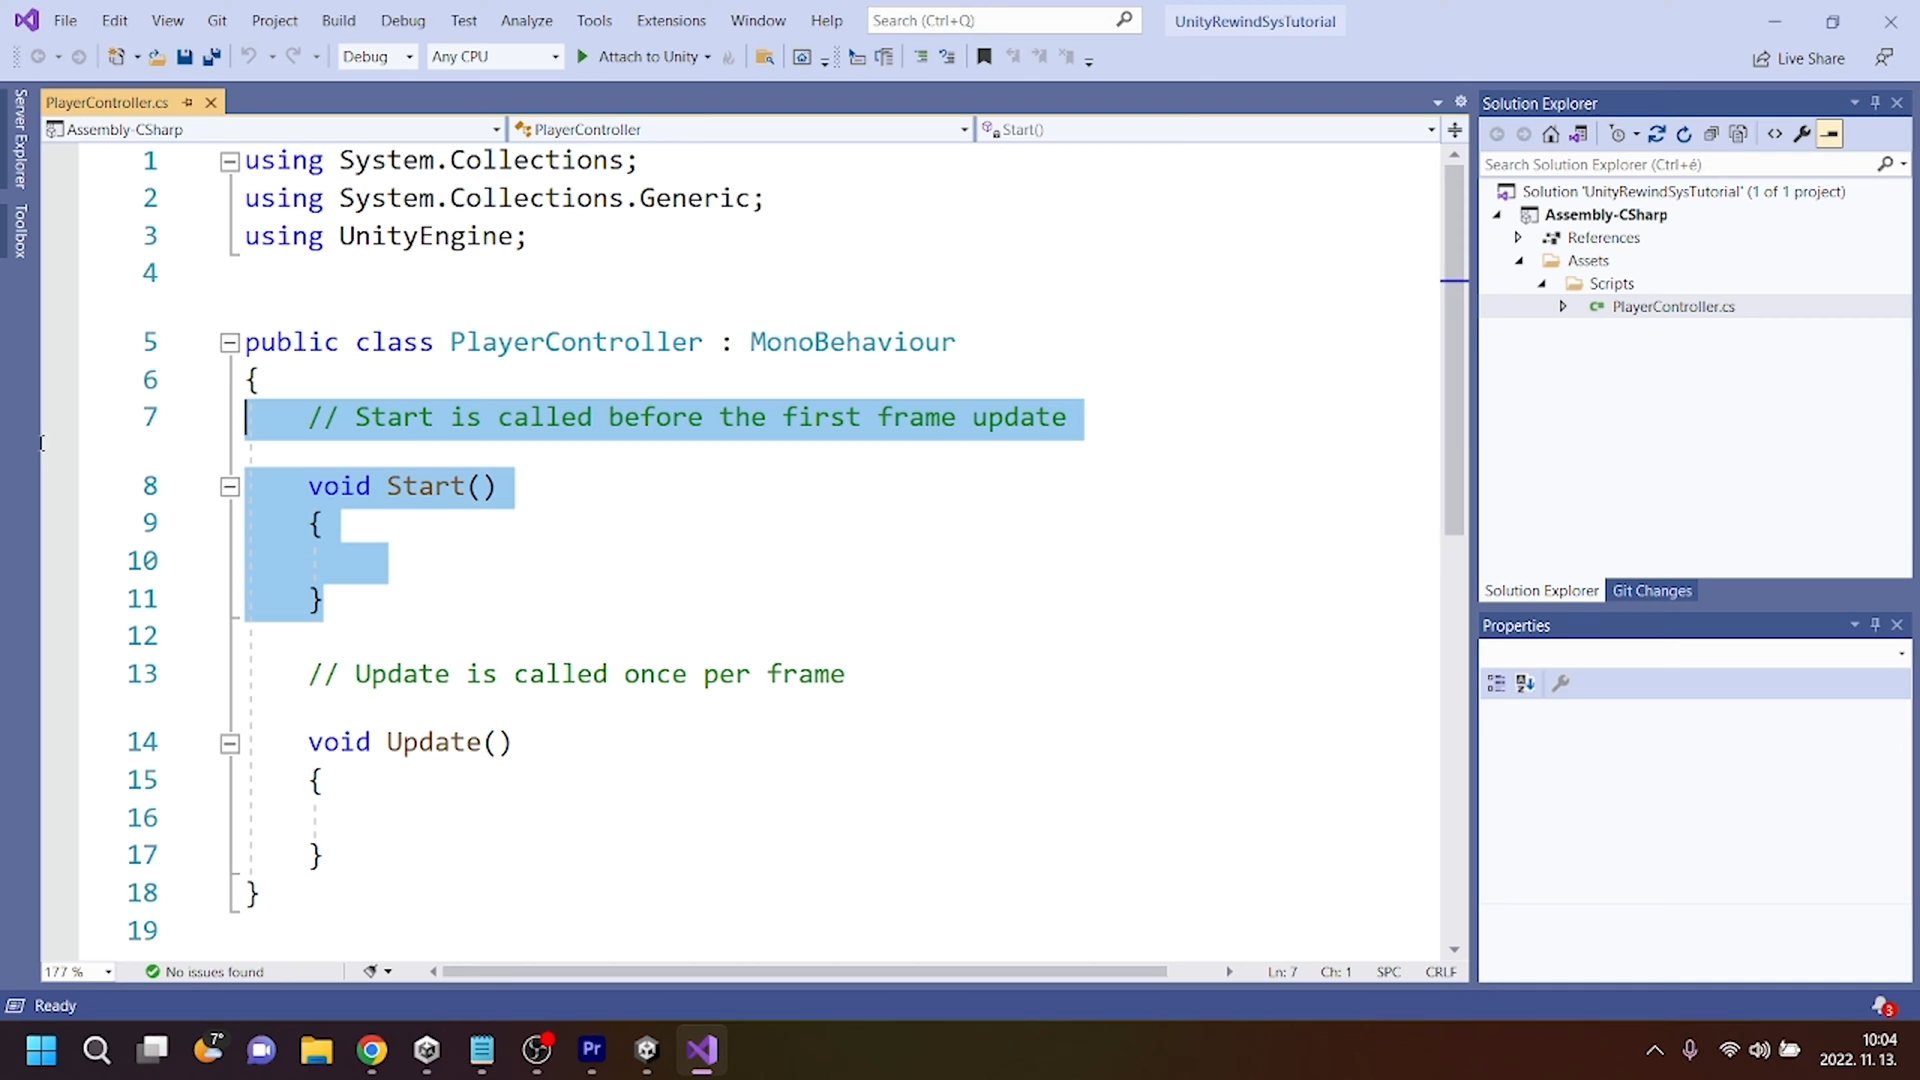 File Edit View Git Project Build Debug Test Analyze Tools Extensions Window Help Search (Ctrl+Q) UnityRewindSysTutorial
Debug Any CPU Attach to Unity Live Share
Server Explorer
Toolbox
PlayerController.cs
Assembly-CSharp PlayerController Start()
1 using System.Collections;
2 using System.Collections.Generic;
3 using UnityEngine;
4
5 public class PlayerController : MonoBehaviour
6 {
7 // Start is called before the first frame update
8 void Start()
9 {
10
11 }
12
13 // Update is called once per frame
14 void Update()
15 {
16
17 }
18 }
19
177 % No issues found Ln: 7 Ch: 1 SPC CRLF
Solution Explorer
Search Solution Explorer (Ctrl+é)
Solution 'UnityRewindSysTutorial' (1 of 1 project)
Assembly-CSharp
References
Assets
Scripts
C# PlayerController.cs
Solution Explorer Git Changes
Properties
Ready 3
7° Pr 10:04
2022. 11. 13.